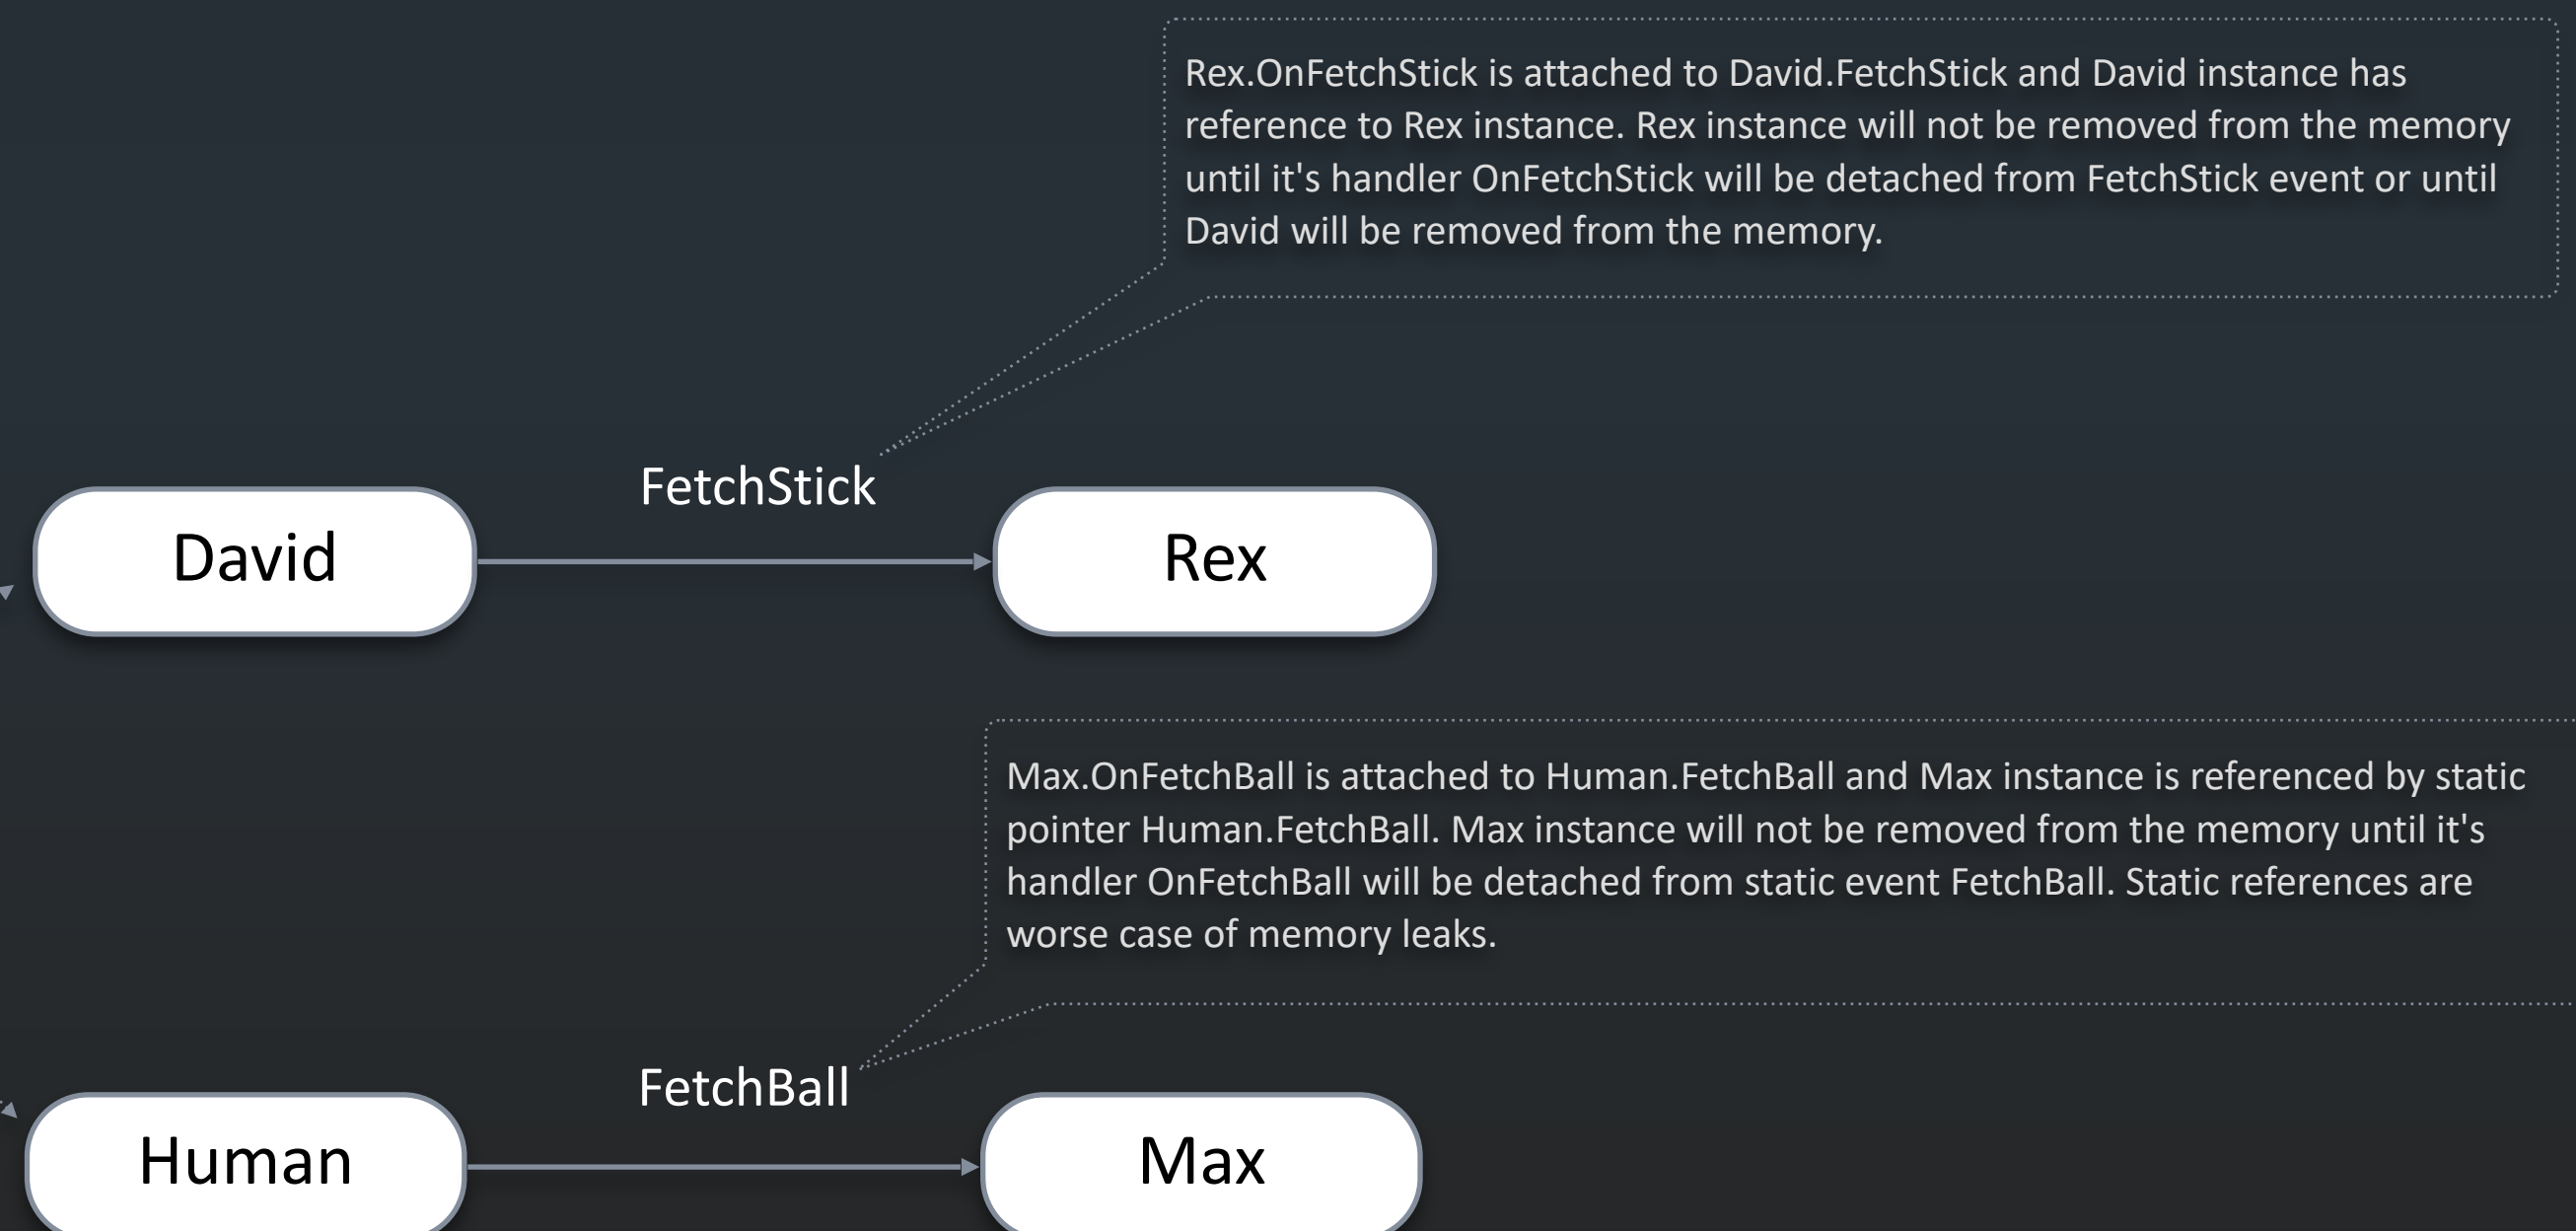 Rex.OnFetchStick is attached to David.FetchStick and David instance has
reference to Rex instance. Rex instance will not be removed from the memory
until it's handler OnFetchStick will be detached from FetchStick event or until
David will be removed from the memory.
FetchStick
David
Rex
Max.OnFetchBall is attached to Human.FetchBall and Max instance is referenced by static
pointer Human.FetchBall. Max instance will not be removed from the memory until it's
handler OnFetchBall will be detached from static event FetchBall. Static references are
worse case of memory leaks.
FetchBall
Human
Max